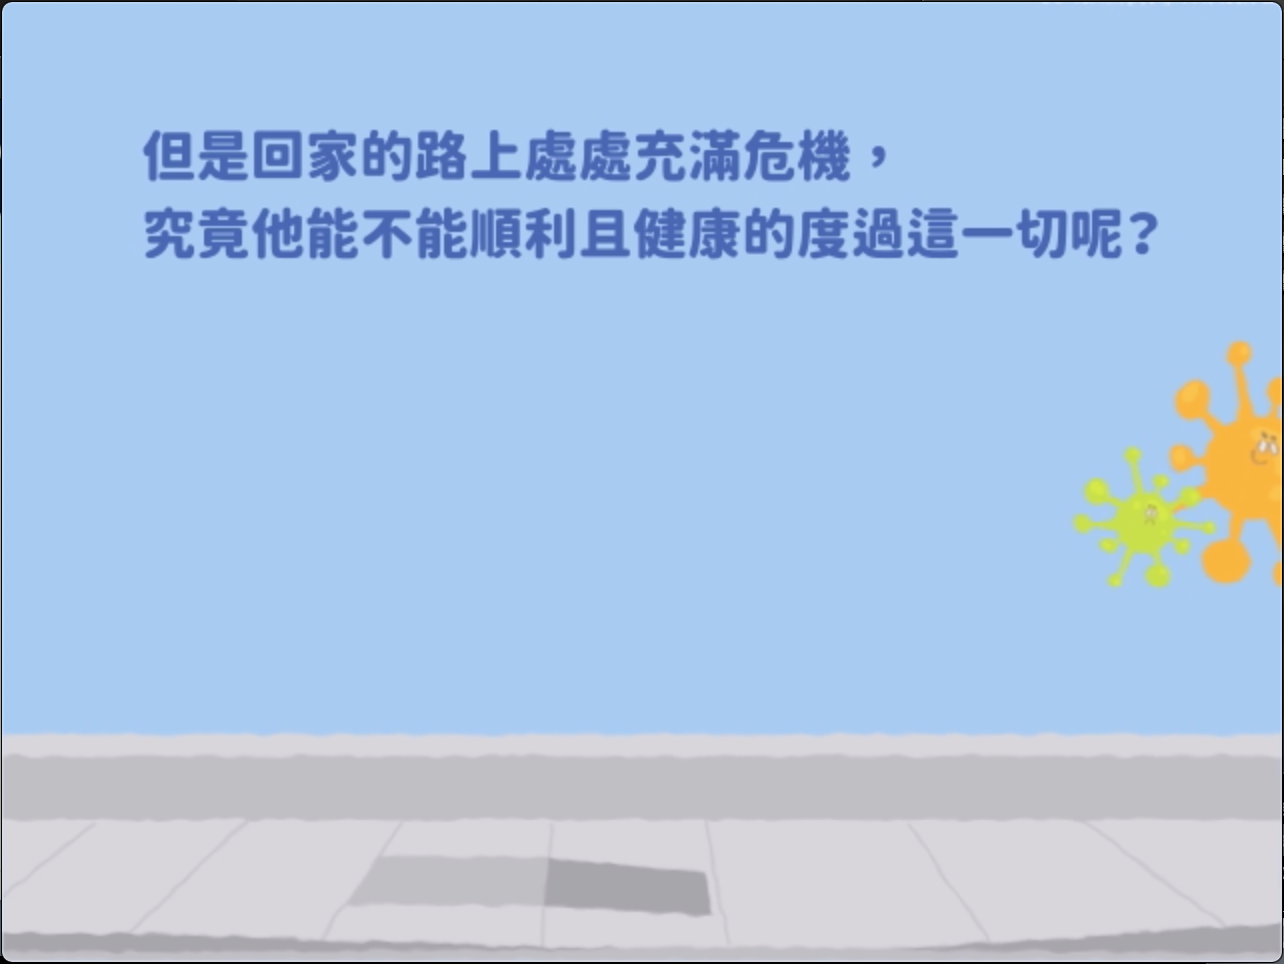 但是回家的路上處處充滿危機，
究竟他能不能順利且健康的度過這一切呢？